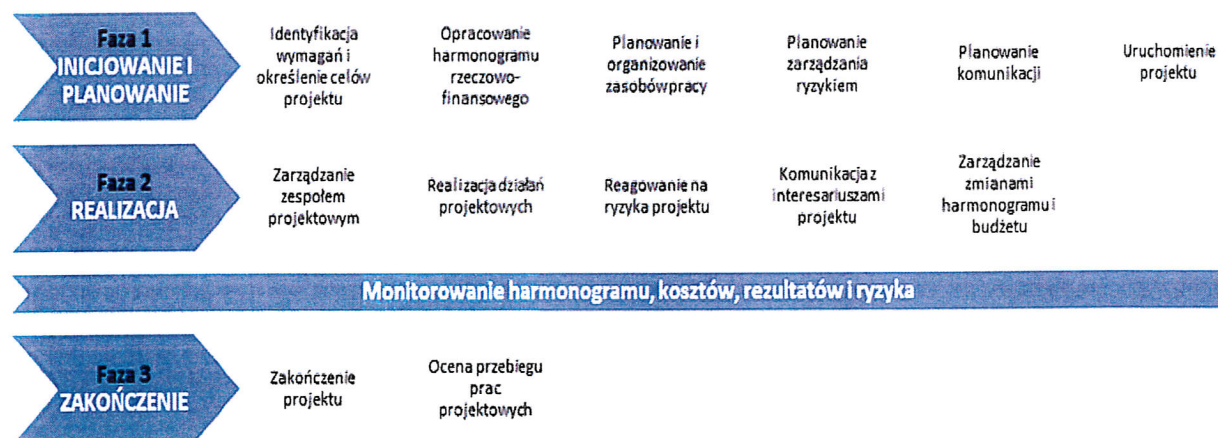 Faza 1
INICJOWANIE I
PLANOWANIE
Identyfikacja
wymagań i
określenie celów
projektu
Opracowanie
harmonogramu
rzeczowo-
finansowego
Planowanie i
organizowanie
zasobów pracy
Planowanie
zarządzania
ryzykiem
Planowanie
komunikacji
Uruchomienie
projektu
Faza 2
REALIZACJA
Zarządzanie
zespołem
projektowym
Realizacja działań
projektowych
Reagowanie na
ryzyka projektu
Komunikacja z
interesariuszami
projektu
Zarządzanie
zmianami
harmonogramu i
budżetu
Monitorowanie harmonogramu, kosztów, rezultatów i ryzyka
Faza 3
ZAKOŃCZENIE
Zakończenie
projektu
Ocena przebiegu
prac
projektowych